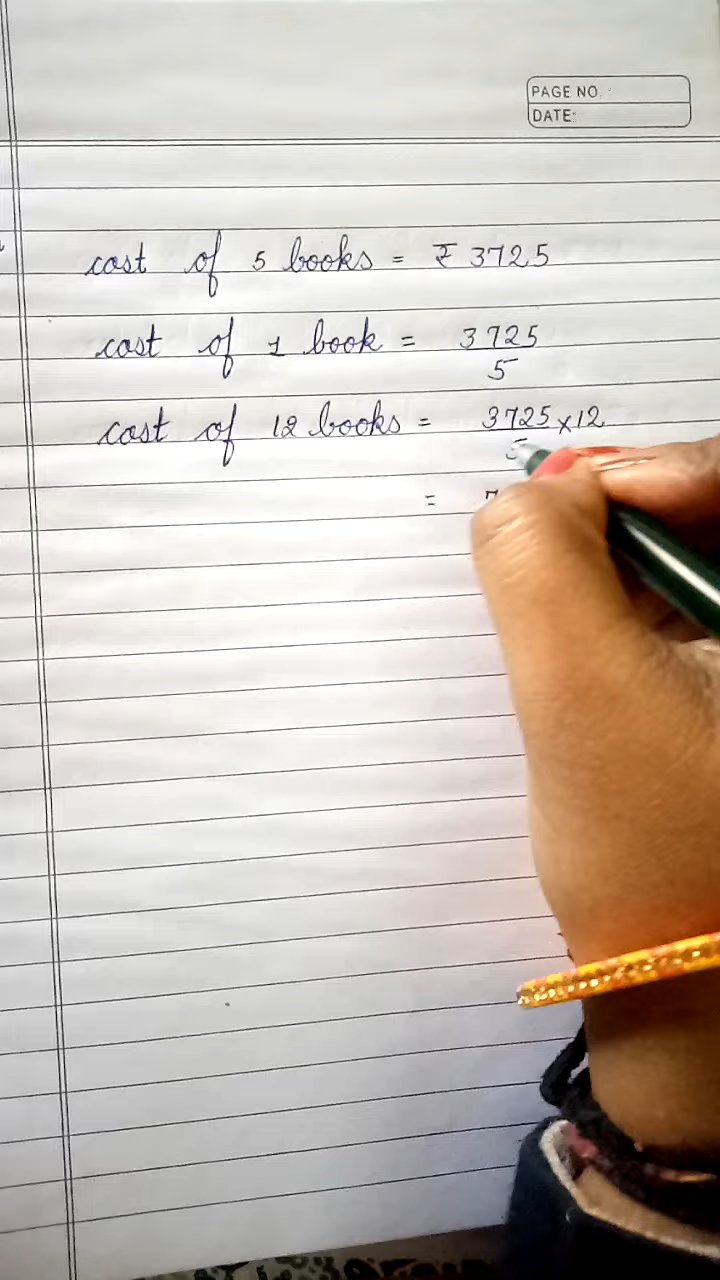 PAGE NO.
DATE:
cost of 5 books = ₹ 3725
cost of 1 book = 3725
5
cost of 12 books = 3725 x 12
5
=